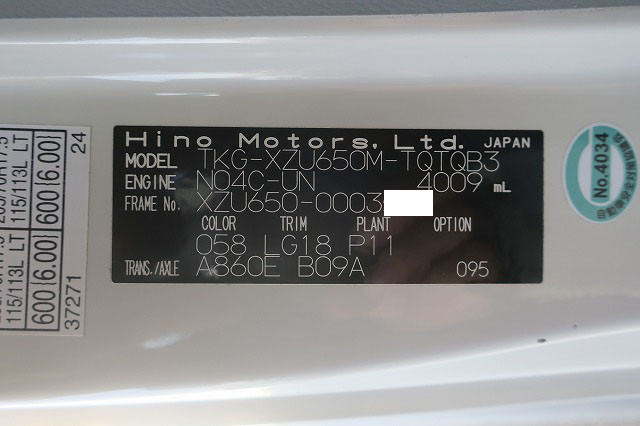 Hino Motors, Ltd. JAPAN
MODEL TKG-XZU650M-TQTQB3
ENGINE N04C-UN 4009 mL
FRAME No. XZU650-0003
COLOR TRIM PLANT OPTION
058 LG18 P11
TRANS./AXLE A860E B09A 095
115/113L LT
600(6.00)
24
115/113L LT
600(6.00)
37271
No.4034